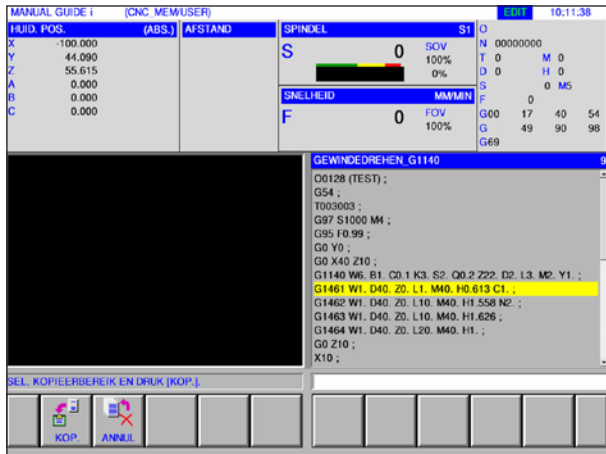 MANUAL GUIDE i (CNC_MEM/USER) EDIT 10:11:38
HUID. POS. (ABS.) AFSTAND SPINDEL S1 O
X -100.000 S 0 SOV 100% 0% N 00000000
Y 44.090 T 0 M 0
Z 55.615 D 0 H 0
A 0.000 S 0 M5
B 0.000 SNELHEID MM/MIN F 0
C 0.000 F 0 FOV 100% G00 17 40 54
G 49 90 98
G69
GEWINDEDREHEN_G1140 9
O0128 (TEST) ;
G54 ;
T003003 ;
G97 S1000 M4 ;
G95 F0.99 ;
G0 Y0 ;
G0 X40 Z10 ;
G1140 W6. B1. C0.1 K3. S2. Q0.2 Z22. D2. L3. M2. Y1. ;
G1461 W1. D40. Z0. L1. M40. H0.613 C1. ;
G1462 W1. D40. Z0. L10. M40. H1.558 N2. ;
G1463 W1. D40. Z0. L10. M40. H1.626 ;
G1464 W1. D40. Z0. L20. M40. H1. ;
G0 Z10 ;
X10 ;
SEL. KOPIEERBEREIK EN DRUK [KOP.].
KOP. ANNUL